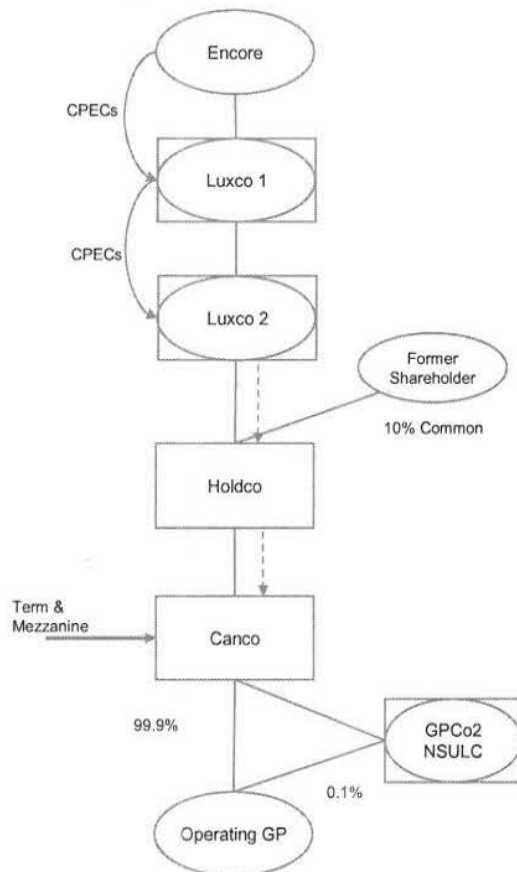 Encore
CPECs
Luxco 1
CPECs
Luxco 2
Former
Shareholder
10% Common
Holdco
Term &
Mezzanine
Canco
99.9%
GPCo2
NSULC
0.1%
Operating GP